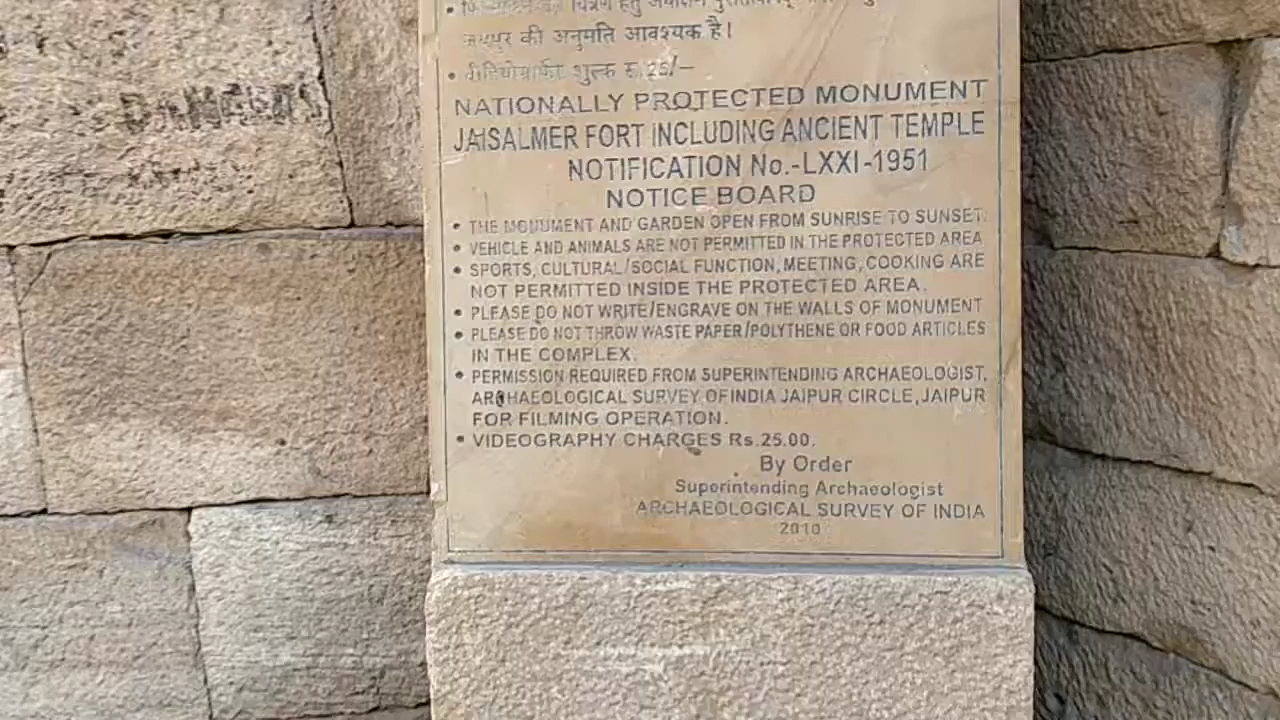 जयपुर की अनुमति आवश्यक है।
• वीडियोग्राफी शुल्क रु 25/-
NATIONALLY PROTECTED MONUMENT
JAISALMER FORT INCLUDING ANCIENT TEMPLE
NOTIFICATION No.-LXXI-1951
NOTICE BOARD
• THE MONUMENT AND GARDEN OPEN FROM SUNRISE TO SUNSET.
• VEHICLE AND ANIMALS ARE NOT PERMITTED IN THE PROTECTED AREA
• SPORTS, CULTURAL/SOCIAL FUNCTION, MEETING, COOKING ARE
NOT PERMITTED INSIDE THE PROTECTED AREA.
• PLEASE DO NOT WRITE/ENGRAVE ON THE WALLS OF MONUMENT
• PLEASE DO NOT THROW WASTE PAPER/POLYTHENE OR FOOD ARTICLES
IN THE COMPLEX.
• PERMISSION REQUIRED FROM SUPERINTENDING ARCHAEOLOGIST,
ARCHAEOLOGICAL SURVEY OF INDIA JAIPUR CIRCLE, JAIPUR
FOR FILMING OPERATION.
• VIDEOGRAPHY CHARGES Rs.25.00.
By Order
Superintending Archaeologist
ARCHAEOLOGICAL SURVEY OF INDIA
2010